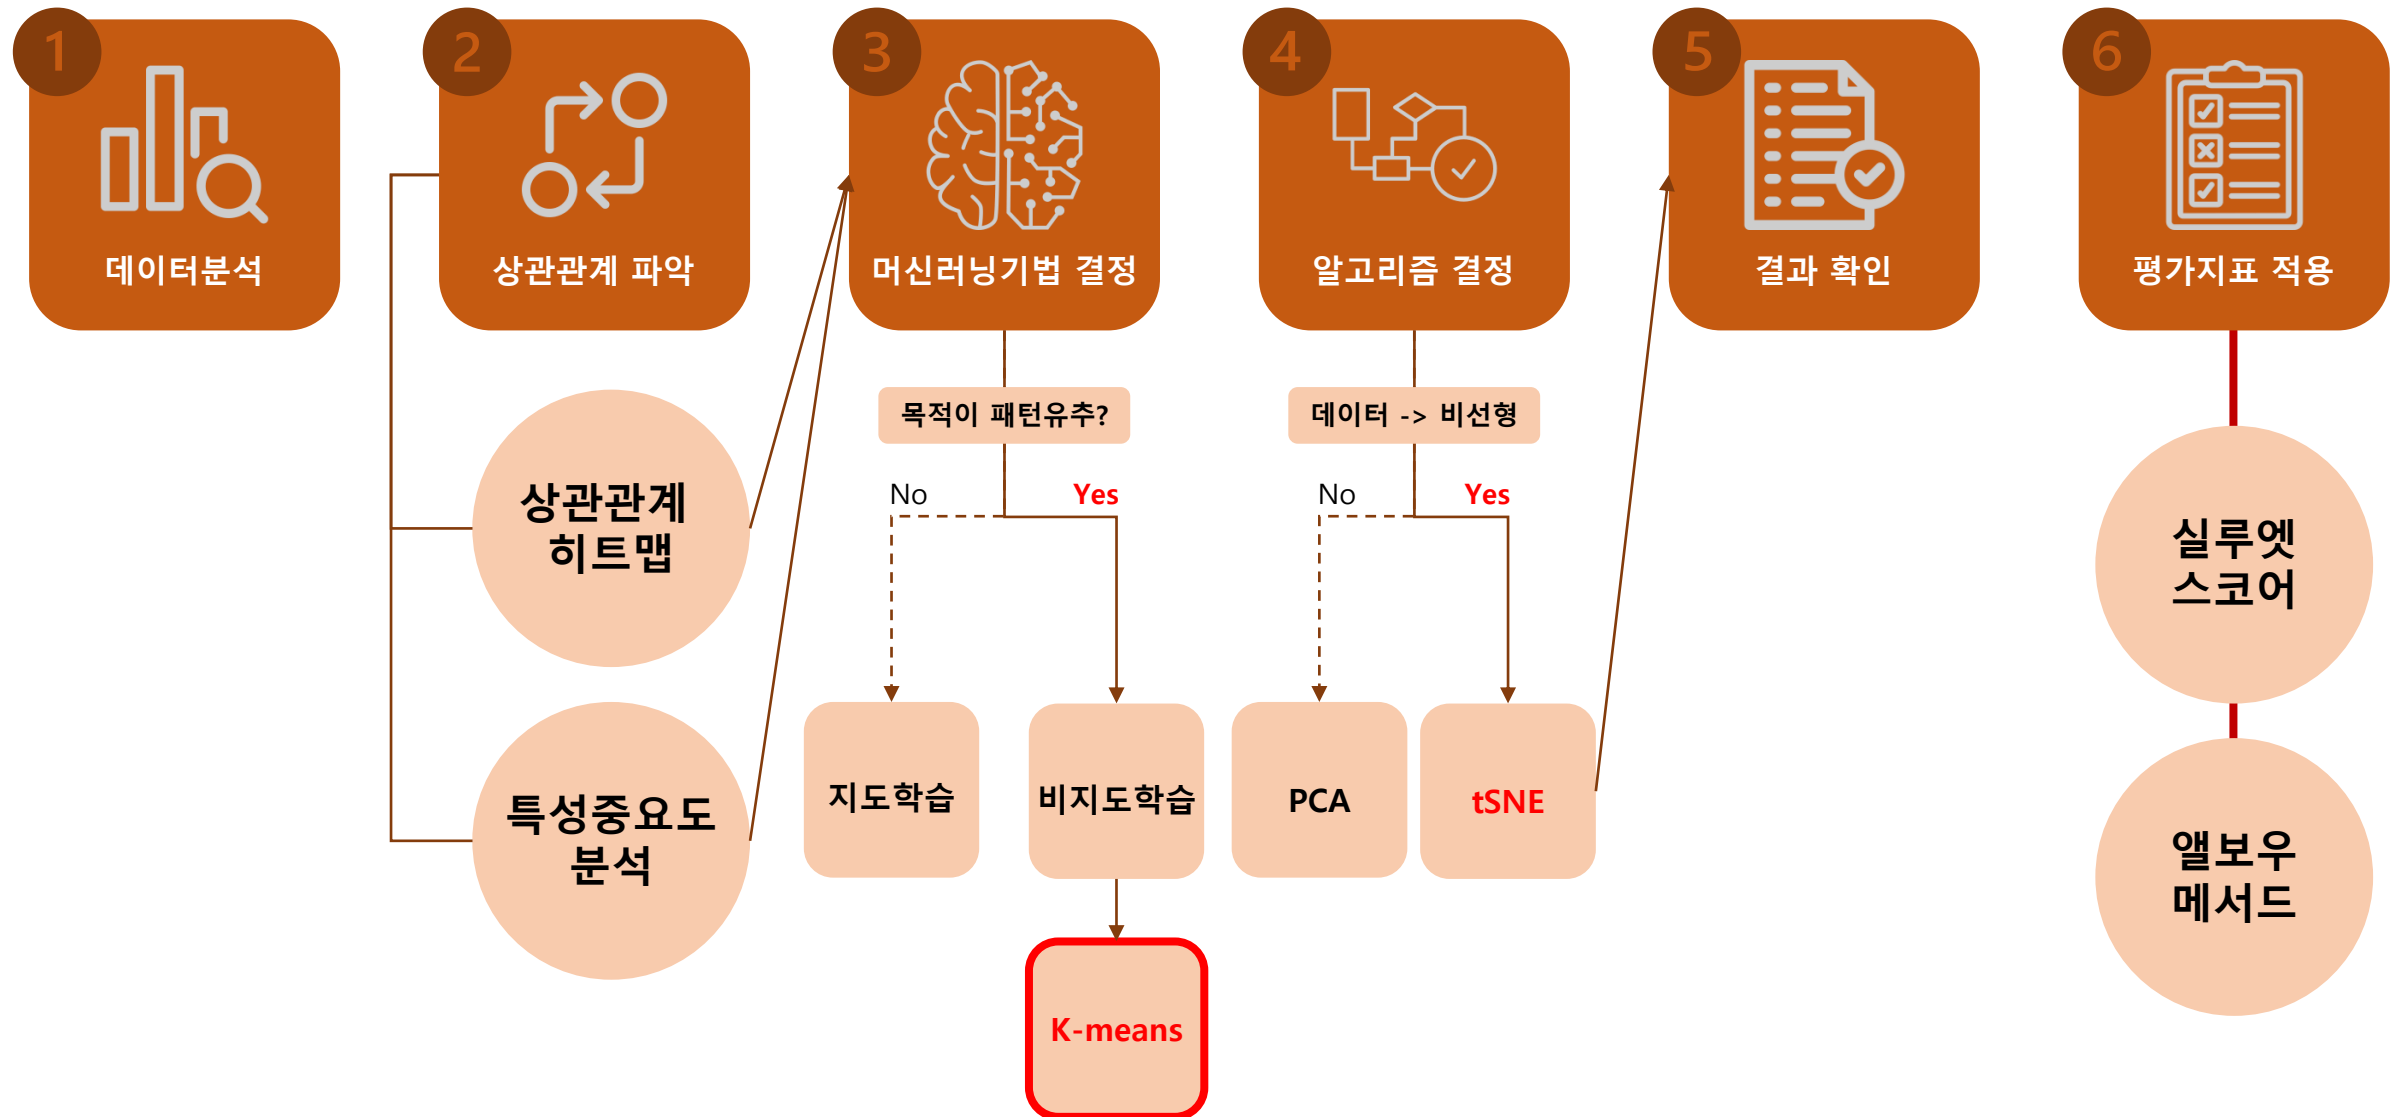 1
데이터분석
2
상관관계 파악
3
머신러닝기법 결정
4
알고리즘 결정
5
결과 확인
6
평가지표 적용
상관관계
히트맵
특성중요도
분석
목적이 패턴유추?
No
Yes
지도학습
비지도학습
K-means
데이터 -> 비선형
No
Yes
PCA
tSNE
실루엣
스코어
앨보우
메서드